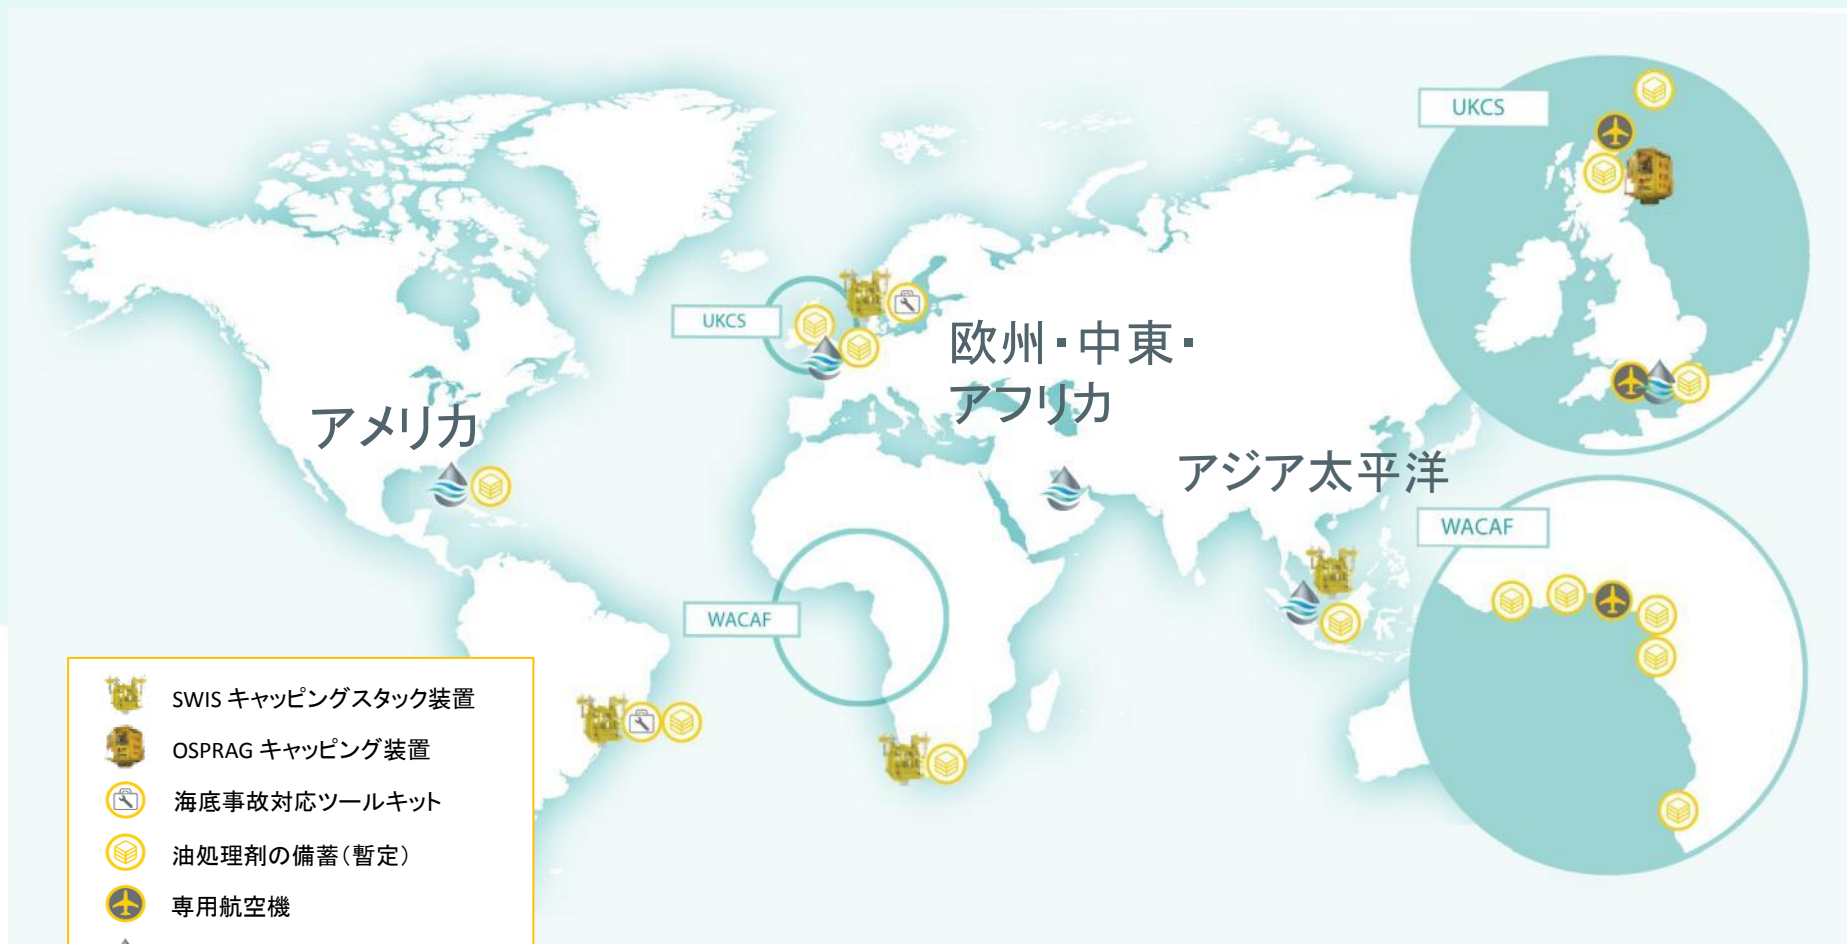 UKCS
UKCS
欧州・中東・
アフリカ
アメリカ
アジア太平洋
WACAF
WACAF
SWIS キャッピングスタック装置
OSPRAG キャッピング装置
海底事故対応ツールキット
油処理剤の備蓄(暫定)
専用航空機